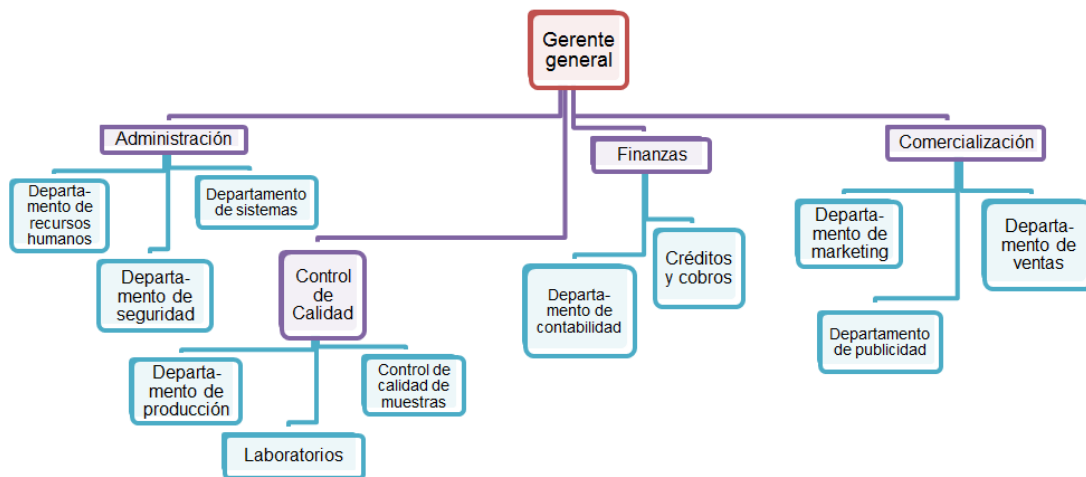 Gerente
general
Administración
Finanzas
Comercialización
Departa-
mento de
recursos
humanos
Departamento
de sistemas
Departa-
mento de
seguridad
Control
de
Calidad
Departa-
mento de
producción
Control de
calidad de
muestras
Laboratorios
Departa-
mento de
contabilidad
Créditos
y cobros
Departa-
mento de
marketing
Departa-
mento de
ventas
Departamento
de publicidad